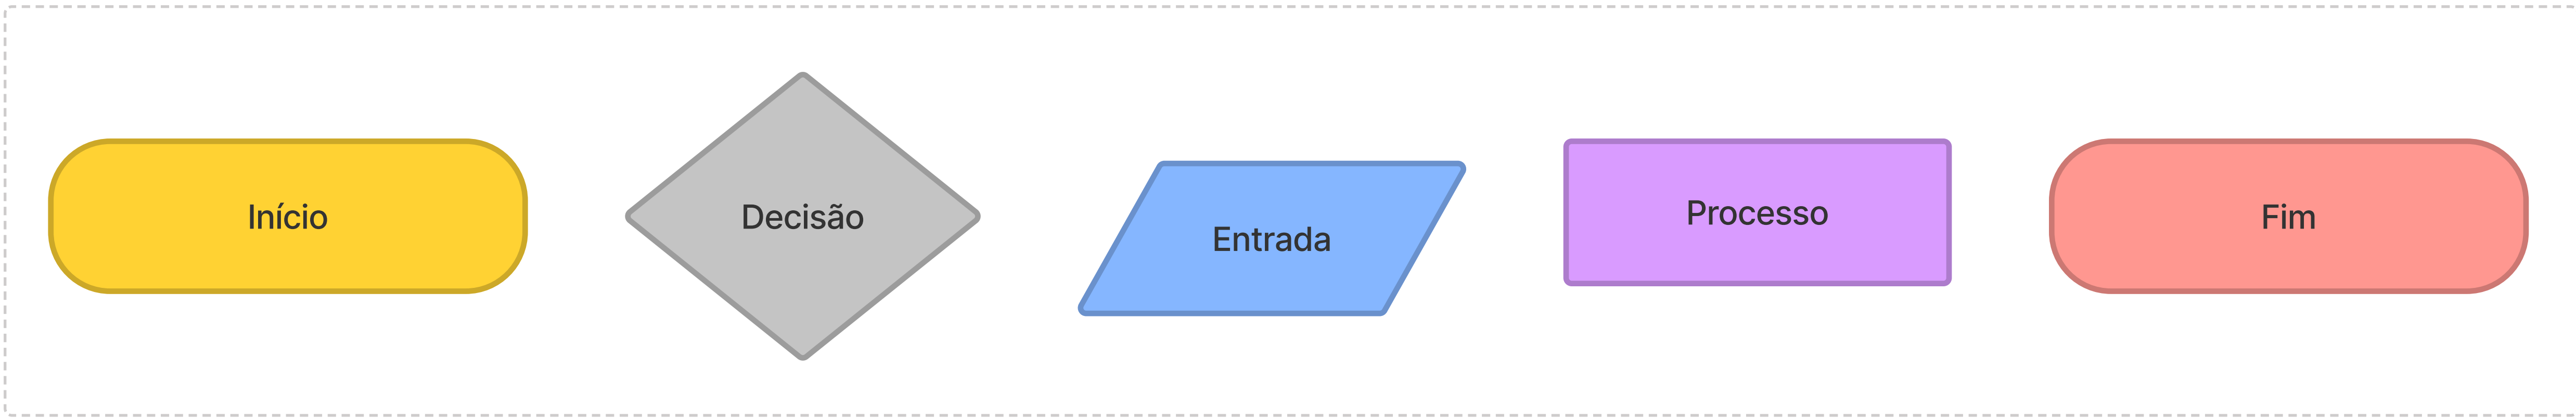 Início
Decisão
Entrada
Processo
Fim